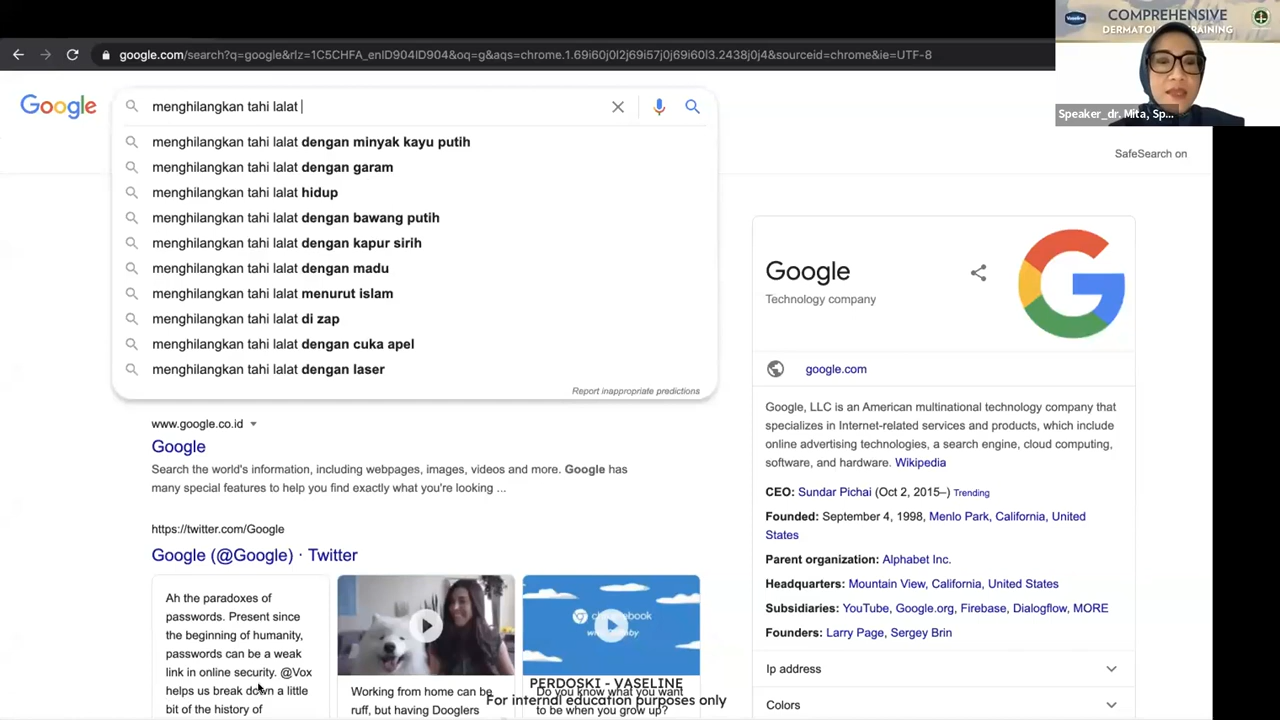 COMPREHENSIVE
google.com/search?q=google&rlz=1C5CHFA_enID904ID904&oq=g&aqs=chrome.1.69i60j0l2j69i57j0j69i60l3.2438j0j4&sourceid=chrome&ie=UTF-8
Google
menghilangkan tahi lalat
Speaker_dr. Mita, Sp...
menghilangkan tahi lalat dengan minyak kayu putih
menghilangkan tahi lalat dengan garam
menghilangkan tahi lalat hidup
menghilangkan tahi lalat dengan bawang putih
menghilangkan tahi lalat dengan kapur sirih
menghilangkan tahi lalat dengan madu
menghilangkan tahi lalat menurut islam
menghilangkan tahi lalat di zap
menghilangkan tahi lalat dengan cuka apel
menghilangkan tahi lalat dengan laser
Report inappropriate predictions
SafeSearch on
www.google.co.id
Google
Search the world's information, including webpages, images, videos and more. Google has
many special features to help you find exactly what you're looking ...
https://twitter.com/Google
Google (@Google) · Twitter
Ah the paradoxes of
passwords. Present since
the beginning of humanity,
passwords can be a weak
link in online security. @Vox
helps us break down a little
bit of the history of
Working from home can be
ruff, but having Dooglers
Do you know what you want
to be when you grow up?
PERDOSKI - VASELINE
For internal education purposes only
Google
Technology company
google.com
Google, LLC is an American multinational technology company that
specializes in Internet-related services and products, which include
online advertising technologies, a search engine, cloud computing,
software, and hardware. Wikipedia
CEO: Sundar Pichai (Oct 2, 2015–) Trending
Founded: September 4, 1998, Menlo Park, California, United
States
Parent organization: Alphabet Inc.
Headquarters: Mountain View, California, United States
Subsidiaries: YouTube, Google.org, Firebase, Dialogflow, MORE
Founders: Larry Page, Sergey Brin
Ip address
Colors